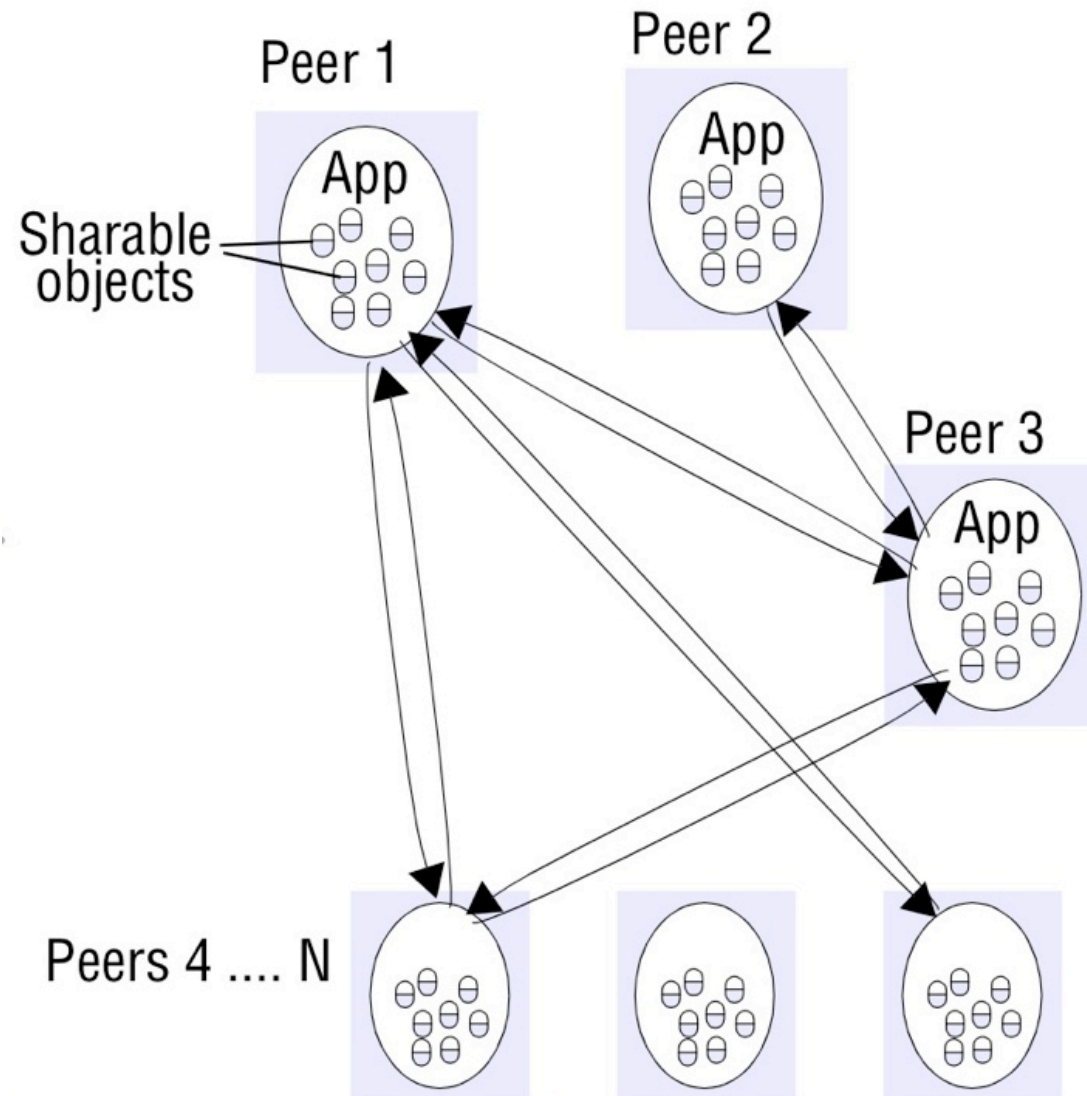 Peer 1
Peer 2
App
App
Sharable
objects
Peer 3
App
Peers 4 .... N